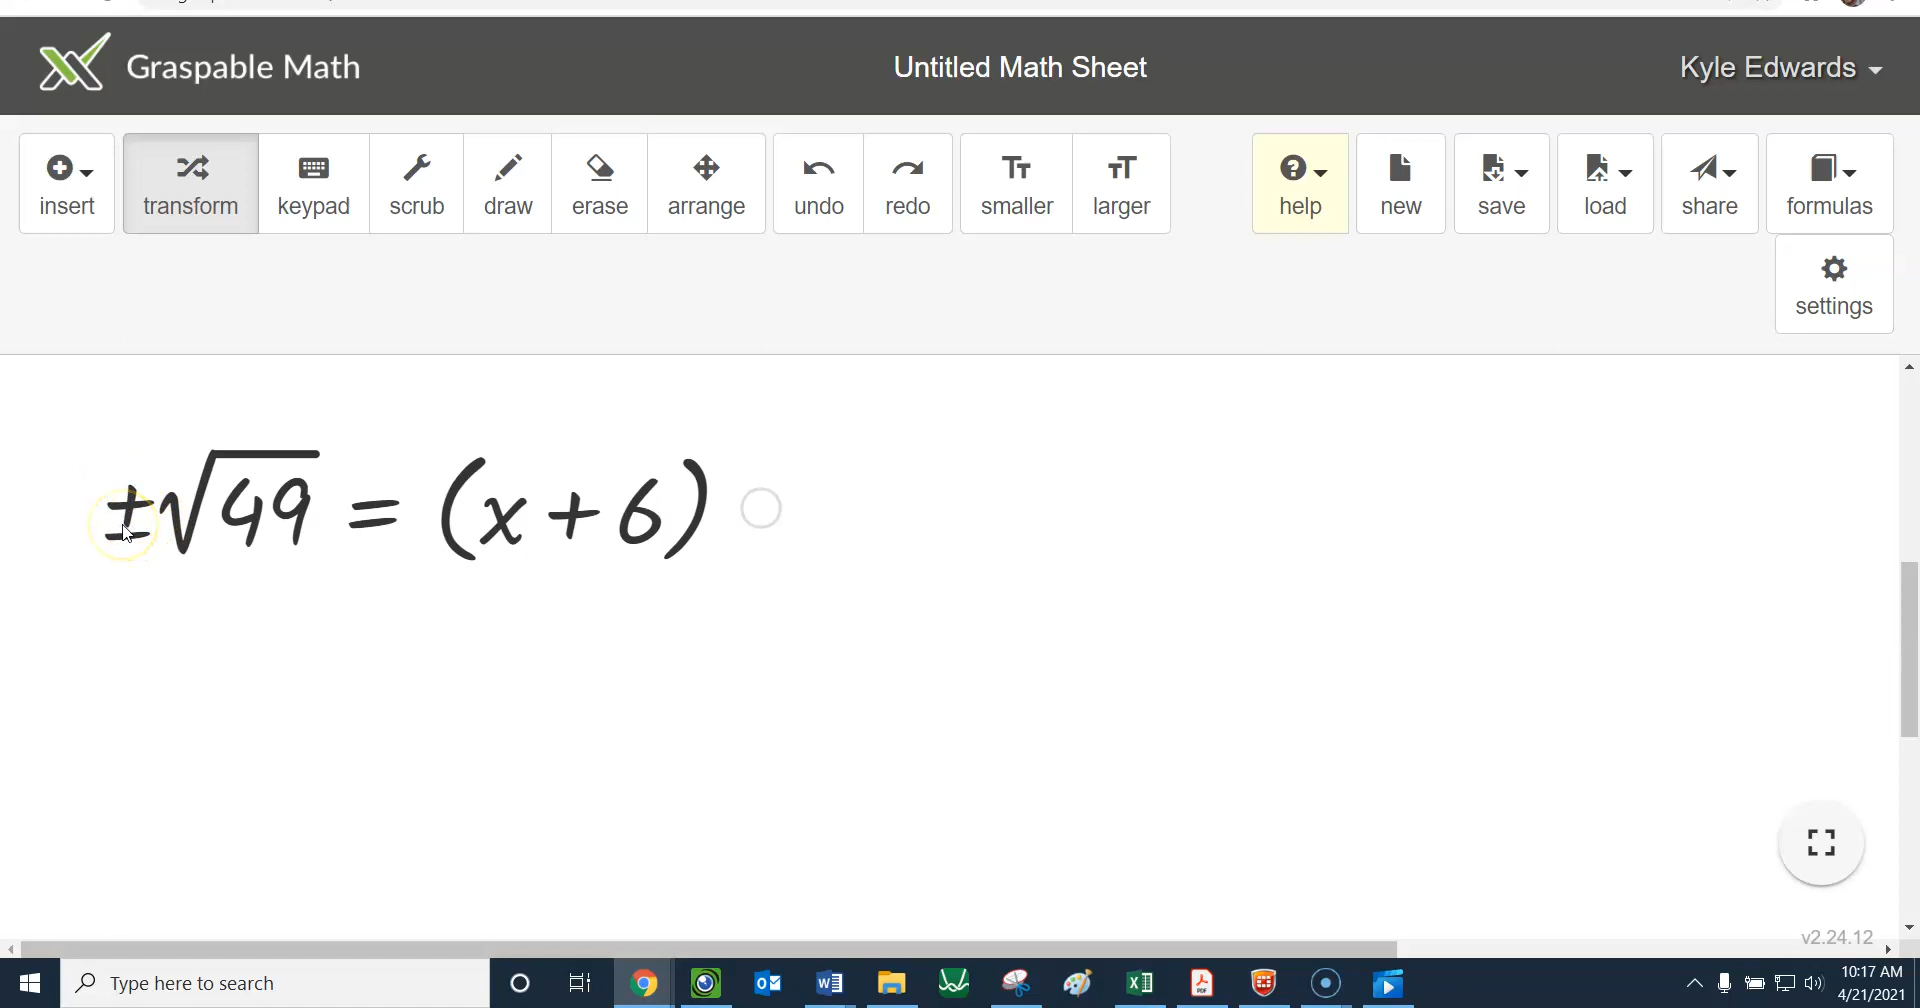 Graspable Math
Untitled Math Sheet
Kyle Edwards
insert
transform
keypad
scrub
draw
erase
arrange
undo
redo
smaller
larger
help
new
save
load
share
formulas
settings
±√49 = (x + 6)
v2.24.12
Type here to search
10:17 AM
4/21/2021